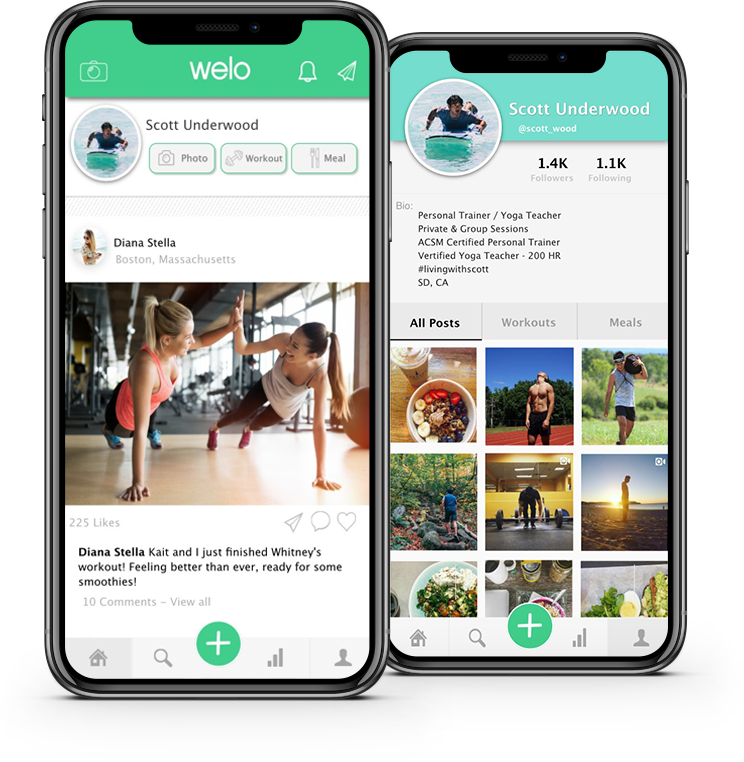 welo
Scott Underwood
Photo
Workout
Meal
Diana Stella
Boston, Massachusetts
225 Likes
Diana Stella Kait and I just finished Whitney's
workout! Feeling better than ever, ready for some
smoothies!
10 Comments – View all
Scott Underwood
@scott_wood
1.4K
Followers
1.1K
Following
Bio:
Personal Trainer / Yoga Teacher
Private & Group Sessions
ACSM Certified Personal Trainer
Vertified Yoga Teacher - 200 HR
#livingwithscott
SD, CA
All Posts
Workouts
Meals